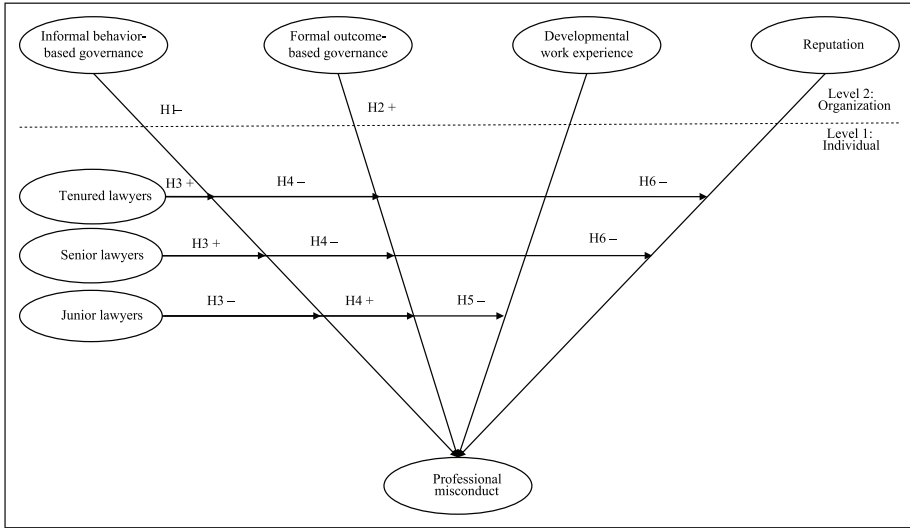 Informal behavior-
based governance
Formal outcome-
based governance
Developmental
work experience
Reputation
H1–
H2 +
Level 2:
Organization
Level 1:
Individual
Tenured lawyers
H3 +
H4 –
H6 –
Senior lawyers
H3 +
H4 –
H6 –
Junior lawyers
H3 –
H4 +
H5 –
Professional
misconduct